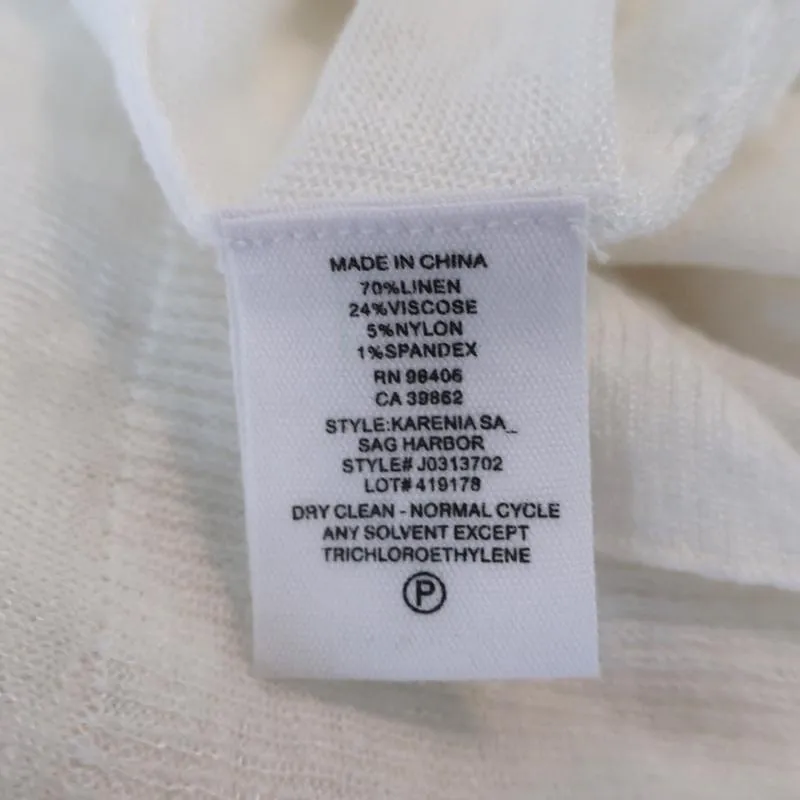 MADE IN CHINA
70%LINEN
24%VISCOSE
5%NYLON
1%SPANDEX
RN 98406
CA 39862
STYLE:KARENIA SA_
SAG HARBOR
STYLE# J0313702
LOT# 419178
DRY CLEAN - NORMAL CYCLE
ANY SOLVENT EXCEPT
TRICHLOROETHYLENE
P